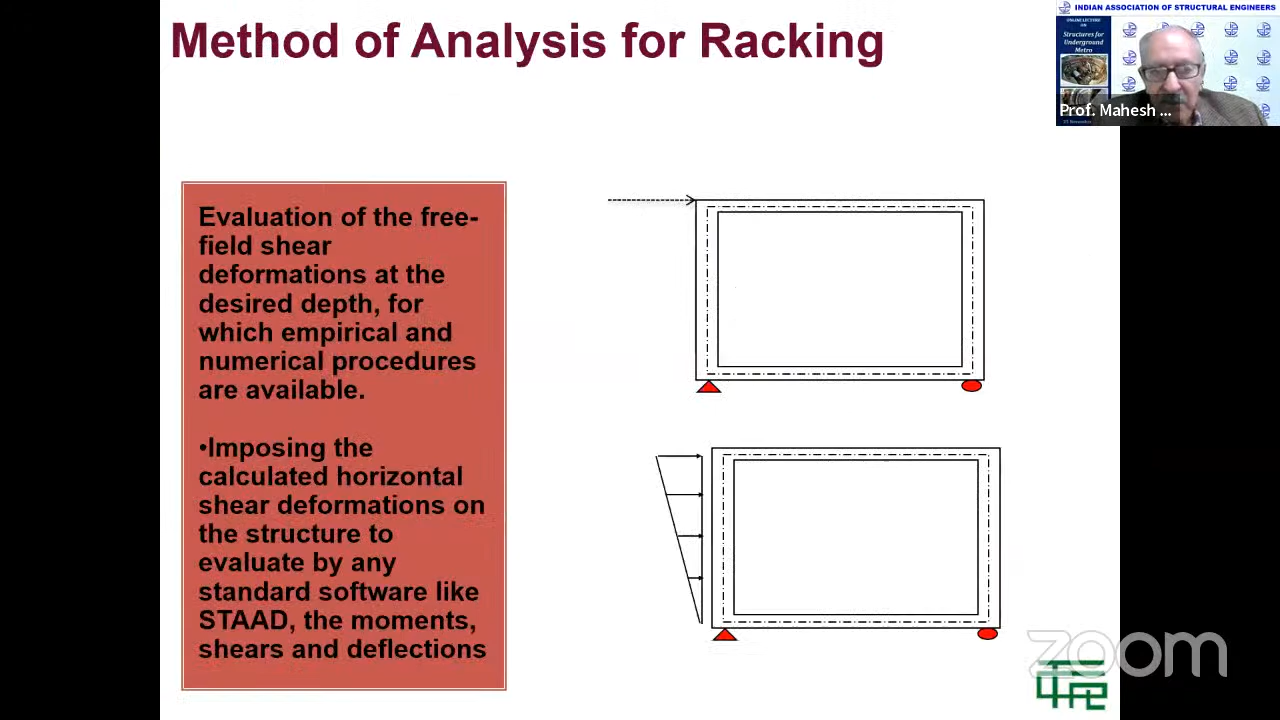 Method of Analysis for Racking
INDIAN ASSOCIATION OF STRUCTURAL ENGINEERS
ONLINE LECTURE
ON
Structures for
Underground
Metro
Prof. Mahesh ...
Evaluation of the free-
field shear
deformations at the
desired depth, for
which empirical and
numerical procedures
are available.
•Imposing the
calculated horizontal
shear deformations on
the structure to
evaluate by any
standard software like
STAAD, the moments,
shears and deflections
zoom